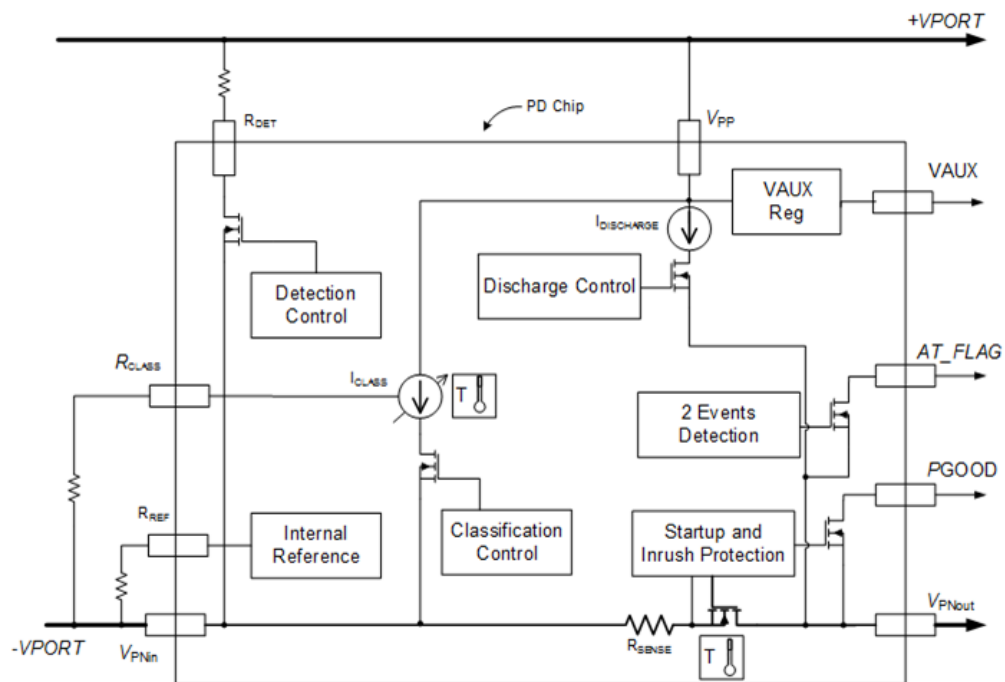 +VPORT
PD Chip
RDET
VPP
VAUX
VAUX
Reg
IDISCHARGE
Detection
Control
Discharge Control
RCLASS
ICLASS
T
AT_FLAG
2 Events
Detection
PGOOD
RREF
Internal
Reference
Classification
Control
Startup and
Inrush Protection
-VPORT
VPNin
RSENSE
T
VPNout